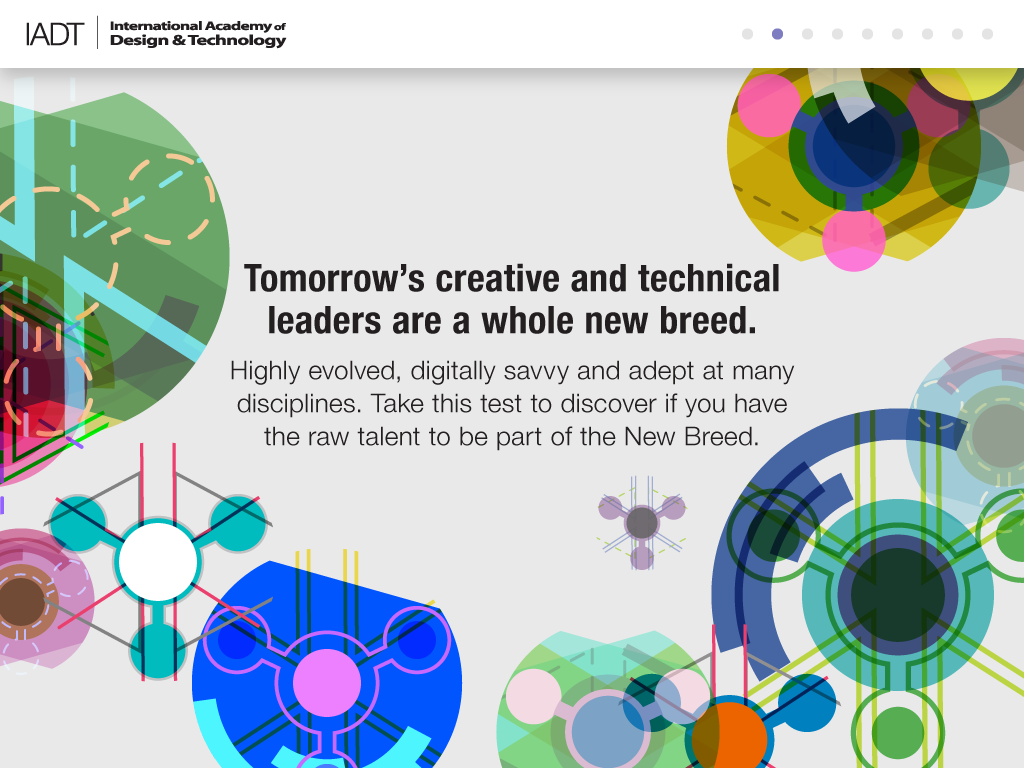 IADT
International Academy of
Design & Technology
Tomorrow’s creative and technical
leaders are a whole new breed.
Highly evolved, digitally savvy and adept at many
disciplines. Take this test to discover if you have
the raw talent to be part of the New Breed.